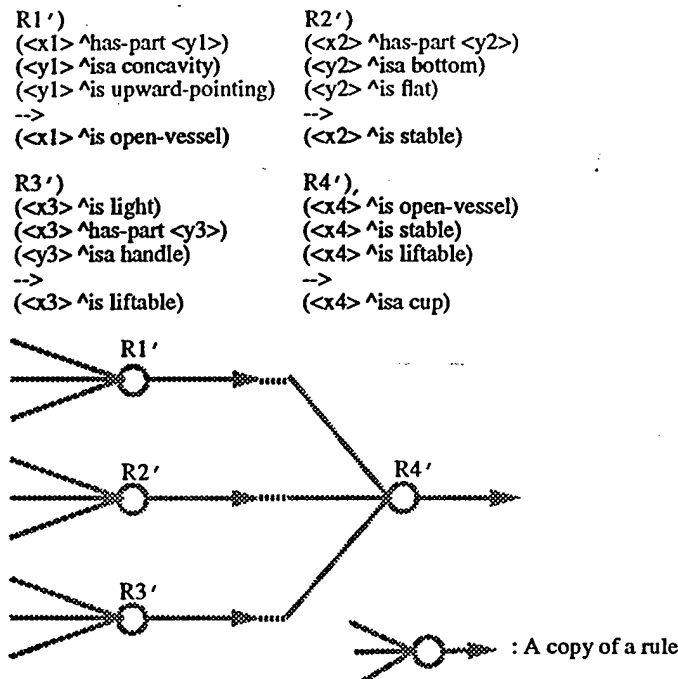 R1′)
(<x1> ^has-part <y1>)
(<y1> ^isa concavity)
(<y1> ^is upward-pointing)
-->
(<x1> ^is open-vessel)
R2′)
(<x2> ^has-part <y2>)
(<y2> ^isa bottom)
(<y2> ^is flat)
-->
(<x2> ^is stable)
R3′)
(<x3> ^is light)
(<x3> ^has-part <y3>)
(<y3> ^isa handle)
-->
(<x3> ^is liftable)
R4′),
(<x4> ^is open-vessel)
(<x4> ^is stable)
(<x4> ^is liftable)
-->
(<x4> ^isa cup)
R1′
R2′
R4′
R3′
: A copy of a rule